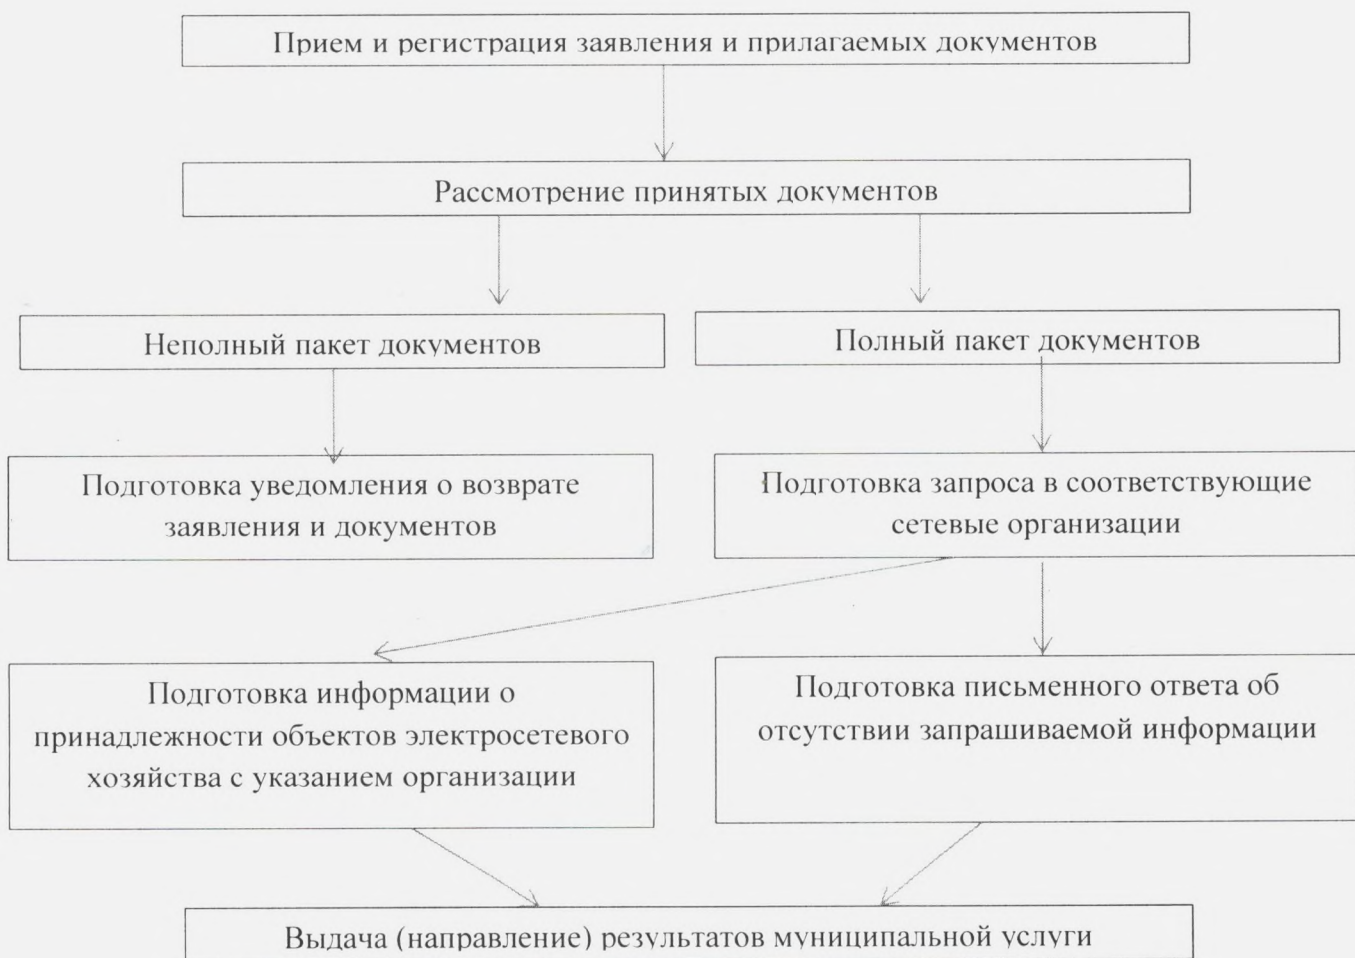 Прием и регистрация заявления и прилагаемых документов
Рассмотрение принятых документов
Неполный пакет документов
Полный пакет документов
Подготовка уведомления о возврате
заявления и документов
Подготовка запроса в соответствующие
сетевые организации
Подготовка информации о
принадлежности объектов электросетевого
хозяйства с указанием организации
Подготовка письменного ответа об
отсутствии запрашиваемой информации
Выдача (направление) результатов муниципальной услуги